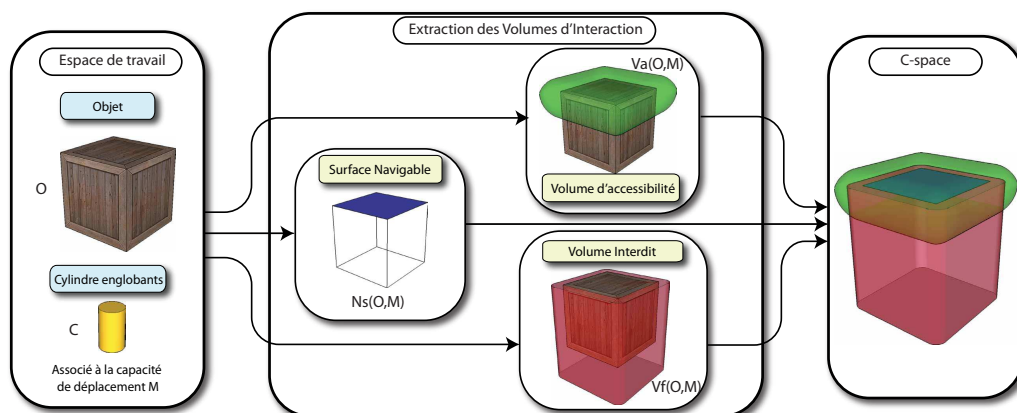 Espace de travail
Objet
O
Cylindre englobants
C
Associé à la capacité
de déplacement M
Extraction des Volumes d'Interaction
Va(O,M)
Volume d'accessibilité
Surface Navigable
Ns(O,M)
Volume Interdit
Vf(O,M)
C-space